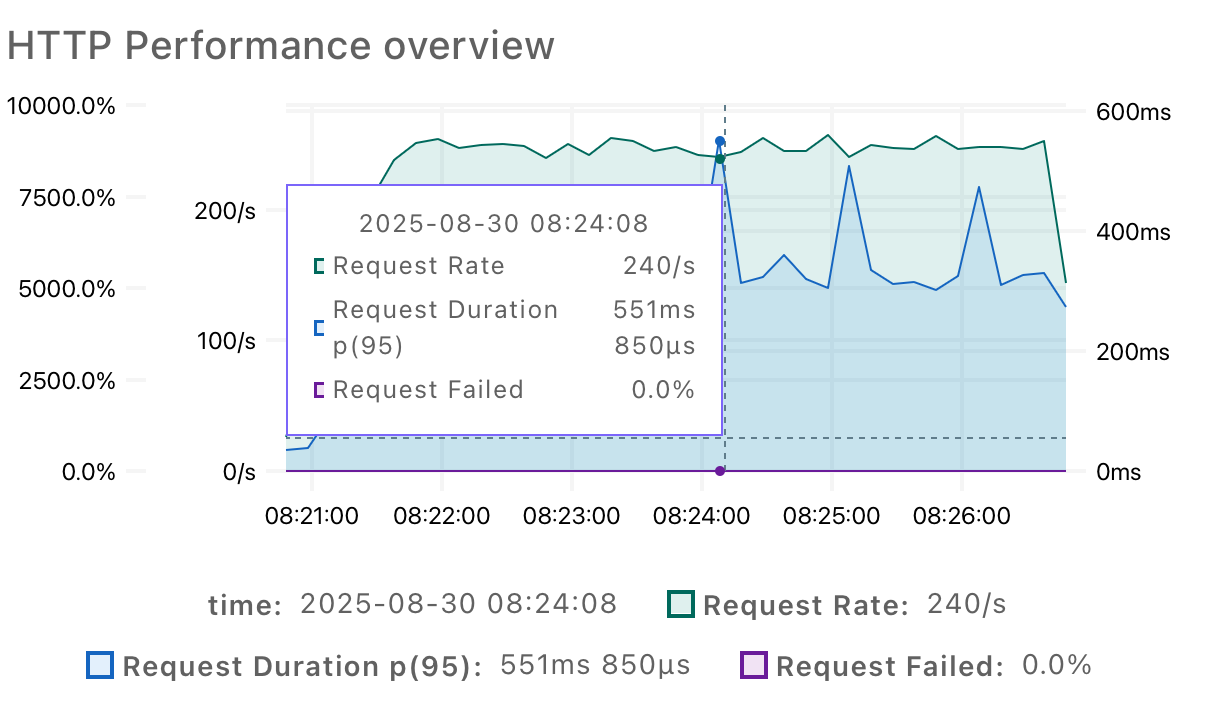 HTTP Performance overview
10000.0%
7500.0%
5000.0%
2500.0%
0.0%
200/s
100/s
0/s
600ms
400ms
200ms
0ms
2025-08-30 08:24:08
Request Rate 240/s
Request Duration 551ms
p(95) 850µs
Request Failed 0.0%
08:21:00 08:22:00 08:23:00 08:24:00 08:25:00 08:26:00
time: 2025-08-30 08:24:08 Request Rate: 240/s
Request Duration p(95): 551ms 850µs Request Failed: 0.0%